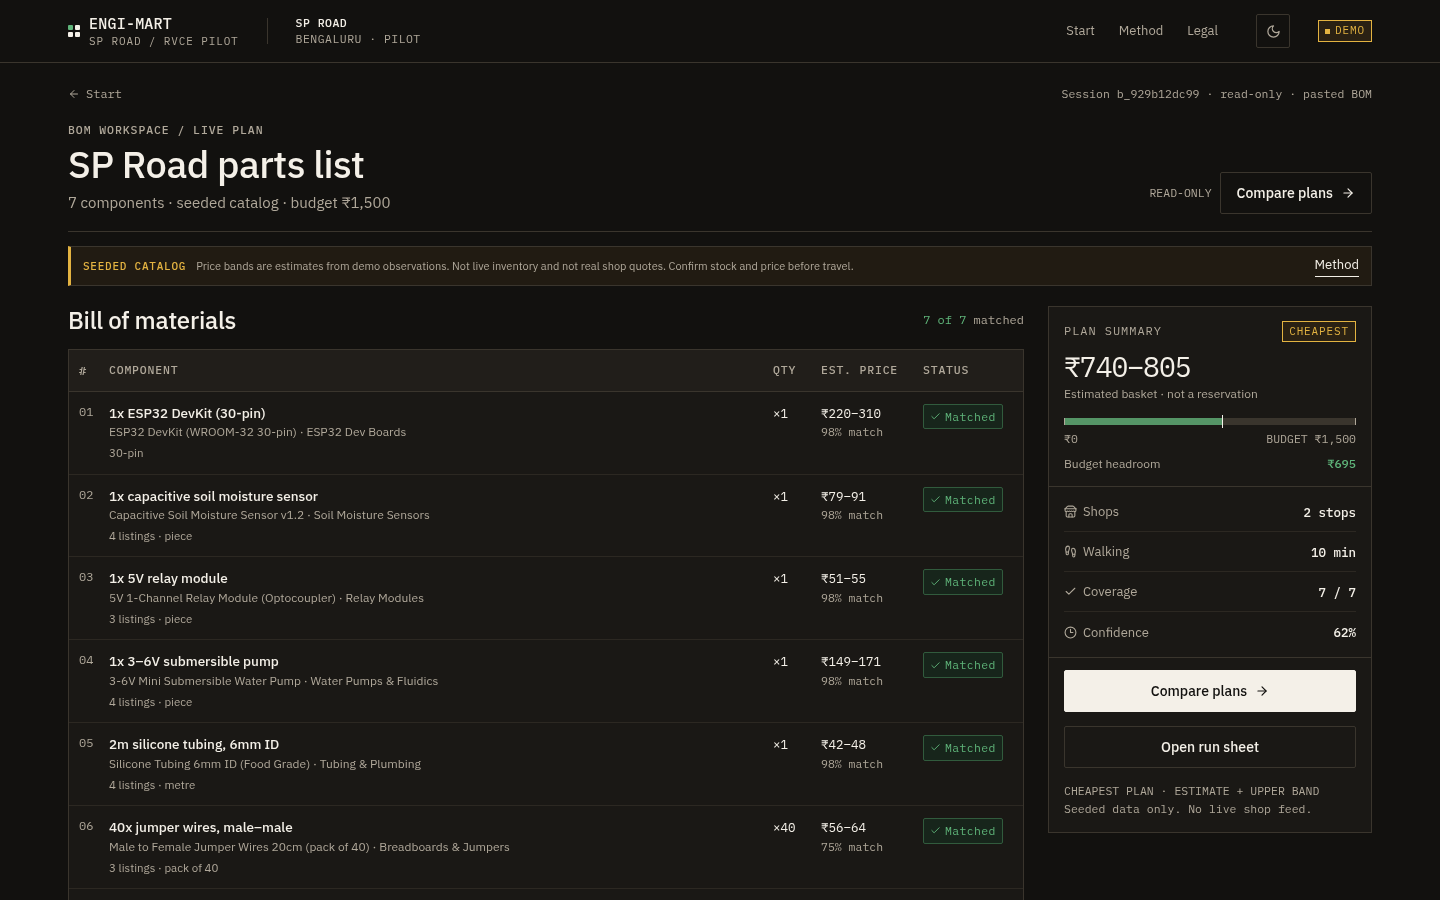 ENGI-MART
SP ROAD / RVCE PILOT
SP ROAD
BENGALURU · PILOT
Start
Method
Legal
DEMO
← Start
Session b_929b12dc99 · read-only · pasted BOM
BOM WORKSPACE / LIVE PLAN
SP Road parts list
7 components · seeded catalog · budget ₹1,500
READ-ONLY
Compare plans →
SEEDED CATALOG Price bands are estimates from demo observations. Not live inventory and not real shop quotes. Confirm stock and price before travel.
Method
Bill of materials
7 of 7 matched
# COMPONENT QTY EST. PRICE STATUS
01 1x ESP32 DevKit (30-pin) ×1 ₹220–310 Matched
ESP32 DevKit (WROOM-32 30-pin) · ESP32 Dev Boards 98% match
30-pin
02 1x capacitive soil moisture sensor ×1 ₹79–91 Matched
Capacitive Soil Moisture Sensor v1.2 · Soil Moisture Sensors 98% match
4 listings · piece
03 1x 5V relay module ×1 ₹51–55 Matched
5V 1-Channel Relay Module (Optocoupler) · Relay Modules 98% match
3 listings · piece
04 1x 3–6V submersible pump ×1 ₹149–171 Matched
3-6V Mini Submersible Water Pump · Water Pumps & Fluidics 98% match
4 listings · piece
05 2m silicone tubing, 6mm ID ×1 ₹42–48 Matched
Silicone Tubing 6mm ID (Food Grade) · Tubing & Plumbing 98% match
4 listings · metre
06 40x jumper wires, male–male ×40 ₹56–64 Matched
Male to Female Jumper Wires 20cm (pack of 40) · Breadboards & Jumpers 75% match
3 listings · pack of 40
PLAN SUMMARY
CHEAPEST
₹740–805
Estimated basket · not a reservation
₹0 BUDGET ₹1,500
Budget headroom ₹695
Shops 2 stops
Walking 10 min
Coverage 7 / 7
Confidence 62%
Compare plans →
Open run sheet
CHEAPEST PLAN · ESTIMATE + UPPER BAND
Seeded data only. No live shop feed.